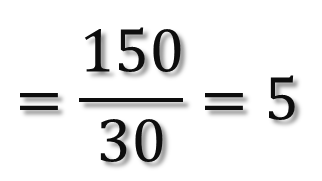 = 150/30 = 5